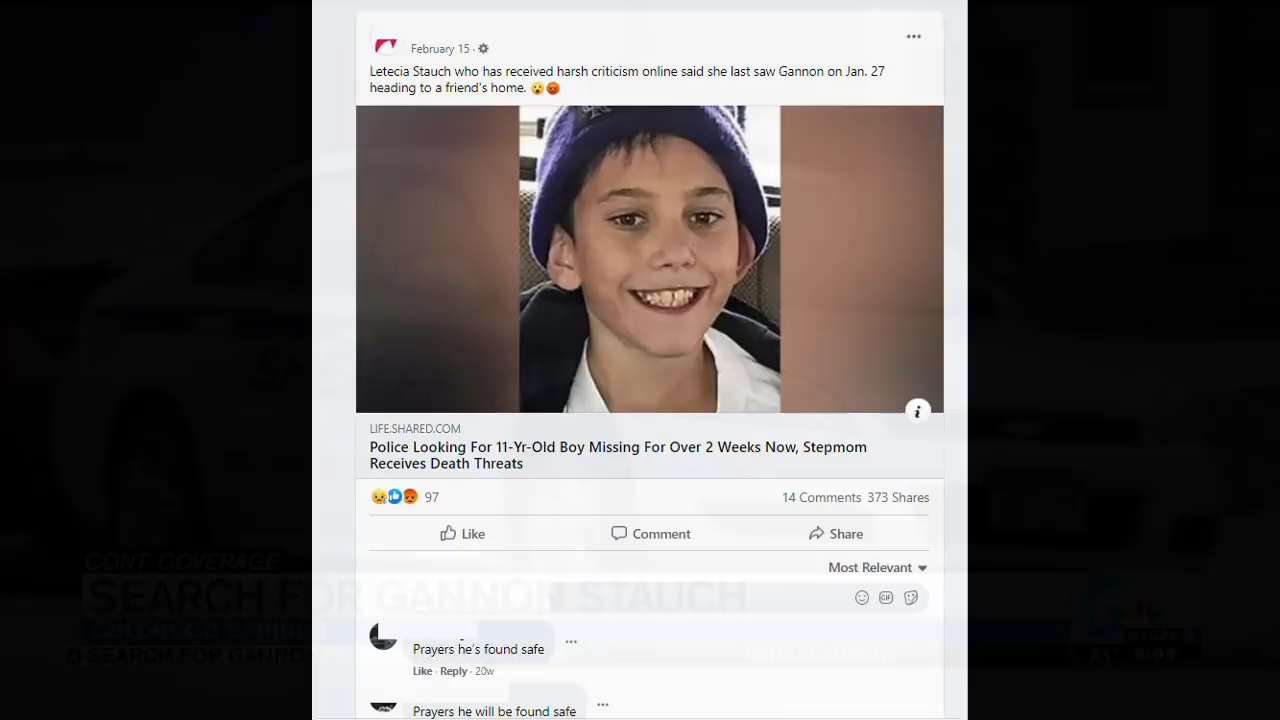 February 15 ·
Letecia Stauch who has received harsh criticism online said she last saw Gannon on Jan. 27
heading to a friend's home. 😮😡
LIFE.SHARED.COM
Police Looking For 11-Yr-Old Boy Missing For Over 2 Weeks Now, Stepmom
Receives Death Threats
97
14 Comments 373 Shares
Like
Comment
Share
Most Relevant
GIF
CONT. COVERAGE
SEARCH FOR GANNON STAUCH
COLORADO SPRINGS
SEARCH FOR GANNON
Prayers he's found safe
Like · Reply · 20w
Prayers he will be found safe